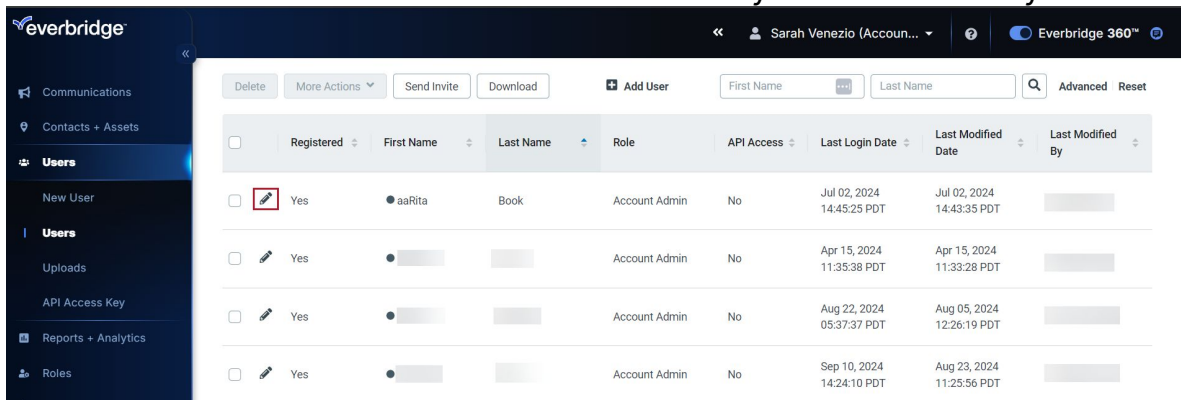 everbridge
Sarah Venezio (Accoun...
Everbridge 360™
Communications
Contacts + Assets
Users
New User
Users
Uploads
API Access Key
Reports + Analytics
Roles
Delete More Actions Send Invite Download Add User First Name Last Name Advanced Reset
Registered First Name Last Name Role API Access Last Login Date Last Modified Date Last Modified By
Yes aaRita Book Account Admin No Jul 02, 2024 14:45:25 PDT Jul 02, 2024 14:43:35 PDT
Yes Account Admin No Apr 15, 2024 11:35:38 PDT Apr 15, 2024 11:33:28 PDT
Yes Account Admin No Aug 22, 2024 05:37:37 PDT Aug 05, 2024 12:26:19 PDT
Yes Account Admin No Sep 10, 2024 14:24:10 PDT Aug 23, 2024 11:25:56 PDT